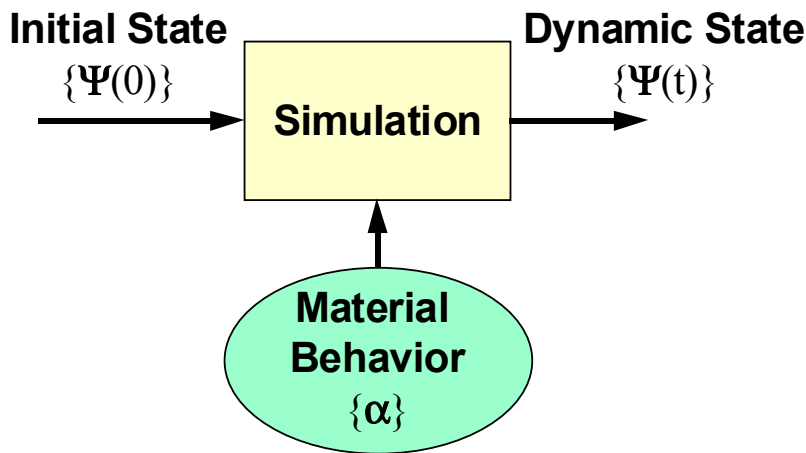 Initial State
{Ψ(0)}
Dynamic State
{Ψ(t)}
Simulation
Material
Behavior
{α}